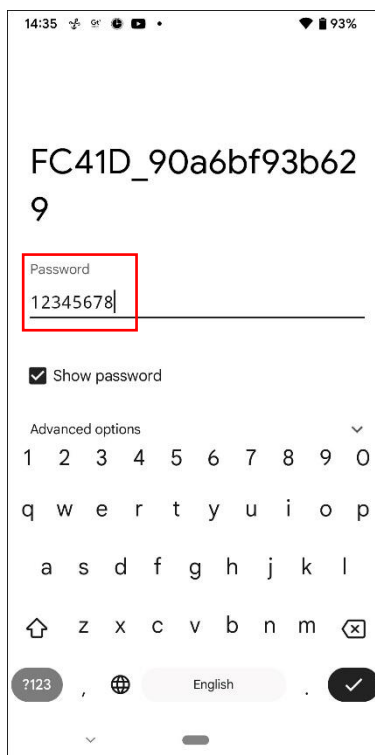 14:35 93%
FC41D_90a6bf93b62
9
Password
12345678
Show password
Advanced options
1 2 3 4 5 6 7 8 9 0
q w e r t y u i o p
a s d f g h j k l
z x c v b n m
?123 , English .